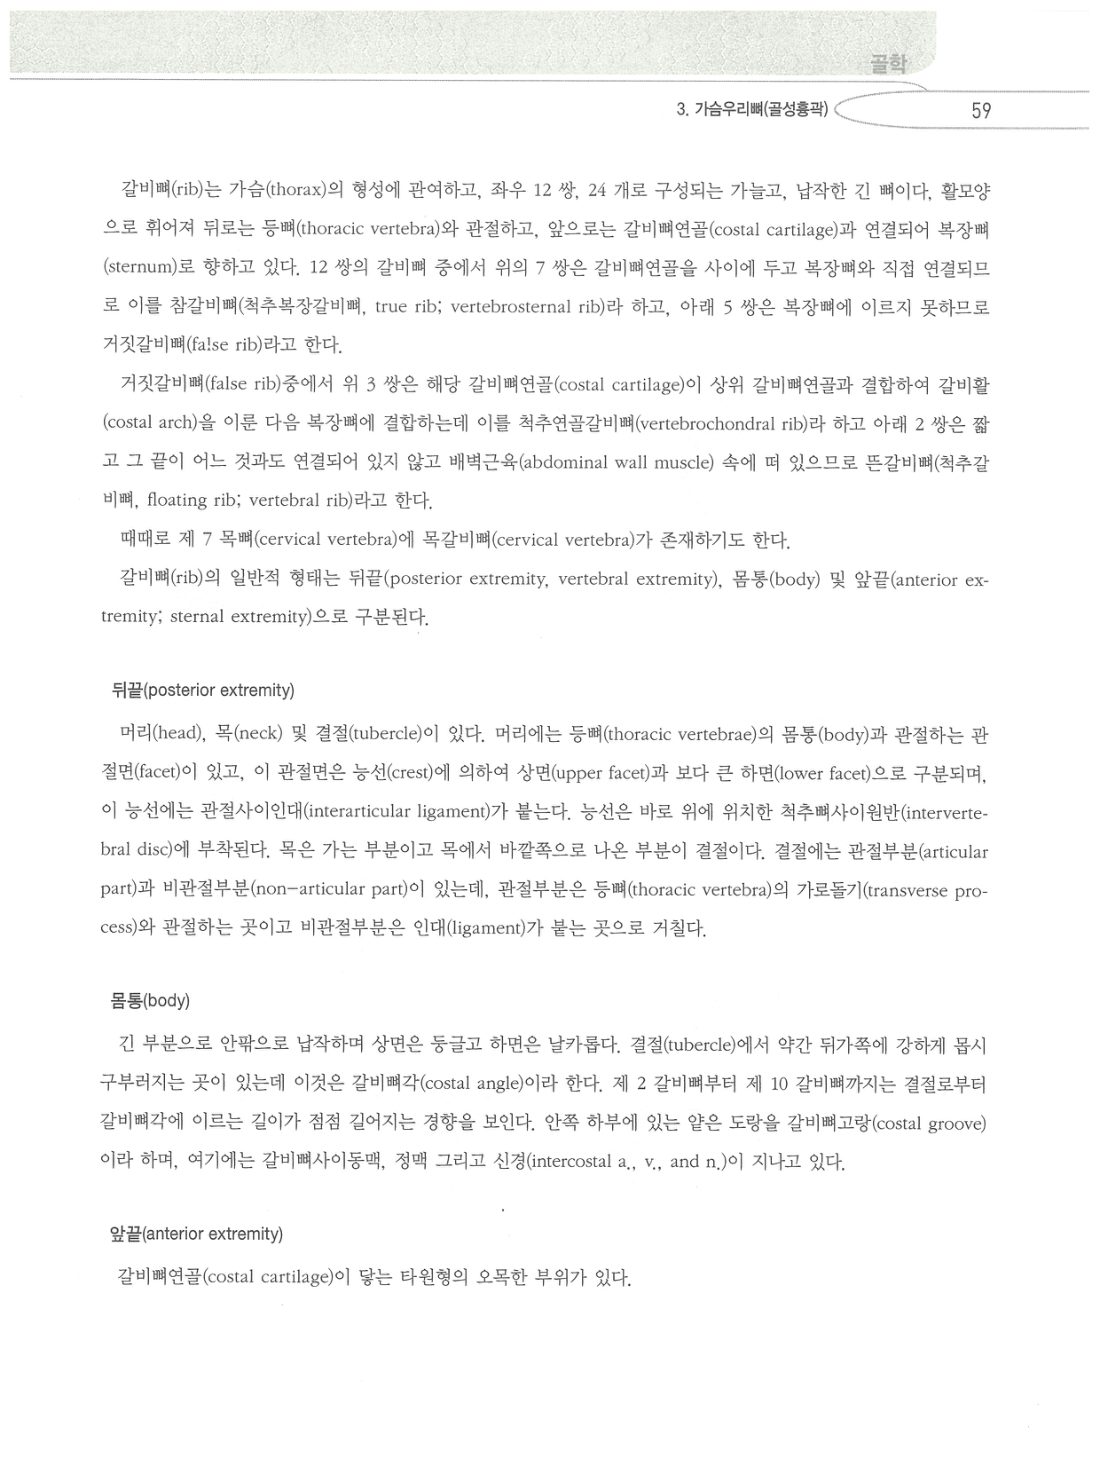 골학
3. 가슴우리뼈(골성흉곽)
59
갈비뼈(rib)는 가슴(thorax)의 형성에 관여하고, 좌우 12 쌍, 24 개로 구성되는 가늘고, 납작한 긴 뼈이다, 활모양
으로 휘어져 뒤로는 등뼈(thoracic vertebra)와 관절하고, 앞으로는 갈비뼈연골(costal cartilage)과 연결되어 복장뼈
(sternum)로 향하고 있다. 12 쌍의 갈비뼈 중에서 위의 7 쌍은 갈비뼈연골을 사이에 두고 복장뼈와 직접 연결되므
로 이를 참갈비뼈(척추복장갈비뼈, true rib; vertebrosternal rib)라 하고, 아래 5 쌍은 복장뼈에 이르지 못하므로
거짓갈비뼈(false rib)라고 한다.
거짓갈비뼈(false rib)중에서 위 3 쌍은 해당 갈비뼈연골(costal cartilage)이 상위 갈비뼈연골과 결합하여 갈비활
(costal arch)을 이룬 다음 복장뼈에 결합하는데 이를 척추연골갈비뼈(vertebrochondral rib)라 하고 아래 2 쌍은 짧
고 그 끝이 어느 것과도 연결되어 있지 않고 배벽근육(abdominal wall muscle) 속에 떠 있으므로 뜬갈비뼈(척추갈
비뼈, floating rib; vertebral rib)라고 한다.
때때로 제 7 목뼈(cervical vertebra)에 목갈비뼈(cervical vertebra)가 존재하기도 한다.
갈비뼈(rib)의 일반적 형태는 뒤끝(posterior extremity, vertebral extremity), 몸통(body) 및 앞끝(anterior ex-
tremity; sternal extremity)으로 구분된다.
뒤끝(posterior extremity)
머리(head), 목(neck) 및 결절(tubercle)이 있다. 머리에는 등뼈(thoracic vertebrae)의 몸통(body)과 관절하는 관
절면(facet)이 있고, 이 관절면은 능선(crest)에 의하여 상면(upper facet)과 보다 큰 하면(lower facet)으로 구분되며,
이 능선에는 관절사이인대(interarticular ligament)가 붙는다. 능선은 바로 위에 위치한 척추뼈샤이원반(interverte-
bral disc)에 부착된다. 목은 가는 부분이고 목에서 바깥쪽으로 나온 부분이 결절이다. 결절에는 관절부분(articular
part)과 비관절부분(non-articular part)이 있는데, 관절부분은 등뼈(thoracic vertebra)의 가로돌기(transverse pro-
cess)와 관절하는 곳이고 비관절부분은 인대(ligament)가 붙는 곳으로 거칠다.
몸통(body)
긴 부분으로 안팎으로 납작하며 상면은 둥글고 하면은 날카롭다. 결절(tubercle)에서 약간 뒤가쪽에 강하게 몹시
구부러지는 곳이 있는데 이것은 갈비뼈각(costal angle)이라 한다. 제 2 갈비뼈부터 제 10 갈비뼈까지는 결절로부터
갈비뼈각에 이르는 길이가 점점 길어지는 경향을 보인다. 안쪽 하부에 있는 얕은 도랑을 갈비뼈고랑(costal groove)
이라 하며, 여기에는 갈비뼈사이동맥, 정맥 그리고 신경(intercostal a., v., and n.)이 지나고 있다.
앞끝(anterior extremity)
갈비뼈연골(costal cartilage)이 닿는 타원형의 오목한 부위가 있다.